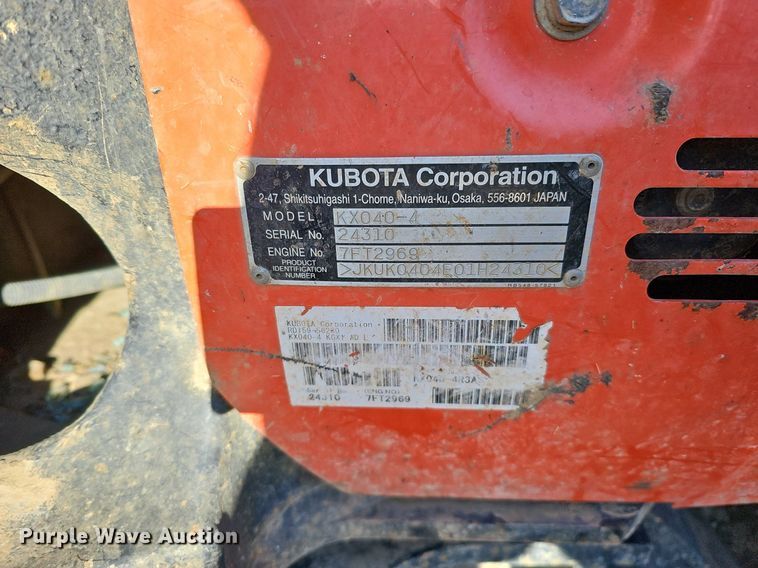 KUBOTA Corporation
2-47, Shikitsuhigashi 1-Chome, Naniwa-ku, Osaka, 556-8601 JAPAN
MODEL KX040-4
SERIAL No. 24310
ENGINE No. 7FT2969
PRODUCT IDENTIFICATION NUMBER >JKUK0404E01H24310<
KUBOTA Corporation
KX040-4
24310 7FT2969
Purple Wave Auction